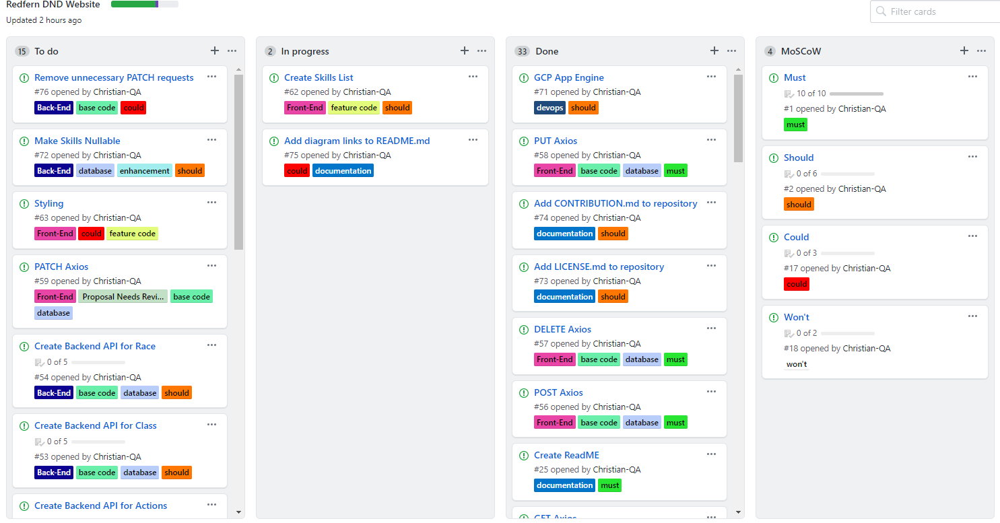 Redfern DND Website
Updated 2 hours ago
Filter cards
15 To do
Remove unnecessary PATCH requests
#76 opened by Christian-QA
Back-End base code could
Make Skills Nullable
#72 opened by Christian-QA
Back-End database enhancement should
Styling
#63 opened by Christian-QA
Front-End could feature code
PATCH Axios
#59 opened by Christian-QA
Front-End Proposal Needs Revi... base code
database
Create Backend API for Race
0 of 5
#54 opened by Christian-QA
Back-End base code database should
Create Backend API for Class
0 of 5
#53 opened by Christian-QA
Back-End base code database should
Create Backend API for Actions
2 In progress
Create Skills List
#62 opened by Christian-QA
Front-End feature code should
Add diagram links to README.md
#75 opened by Christian-QA
could documentation
33 Done
GCP App Engine
#71 opened by Christian-QA
devops should
PUT Axios
#58 opened by Christian-QA
Front-End base code database must
Add CONTRIBUTION.md to repository
#74 opened by Christian-QA
documentation should
Add LICENSE.md to repository
#73 opened by Christian-QA
documentation should
DELETE Axios
#57 opened by Christian-QA
Front-End base code database must
POST Axios
#56 opened by Christian-QA
Front-End base code database must
Create ReadME
#25 opened by Christian-QA
documentation must
GET Axios
4 MoSCoW
Must
10 of 10
#1 opened by Christian-QA
must
Should
0 of 6
#2 opened by Christian-QA
should
Could
0 of 3
#17 opened by Christian-QA
could
Won't
0 of 2
#18 opened by Christian-QA
won't